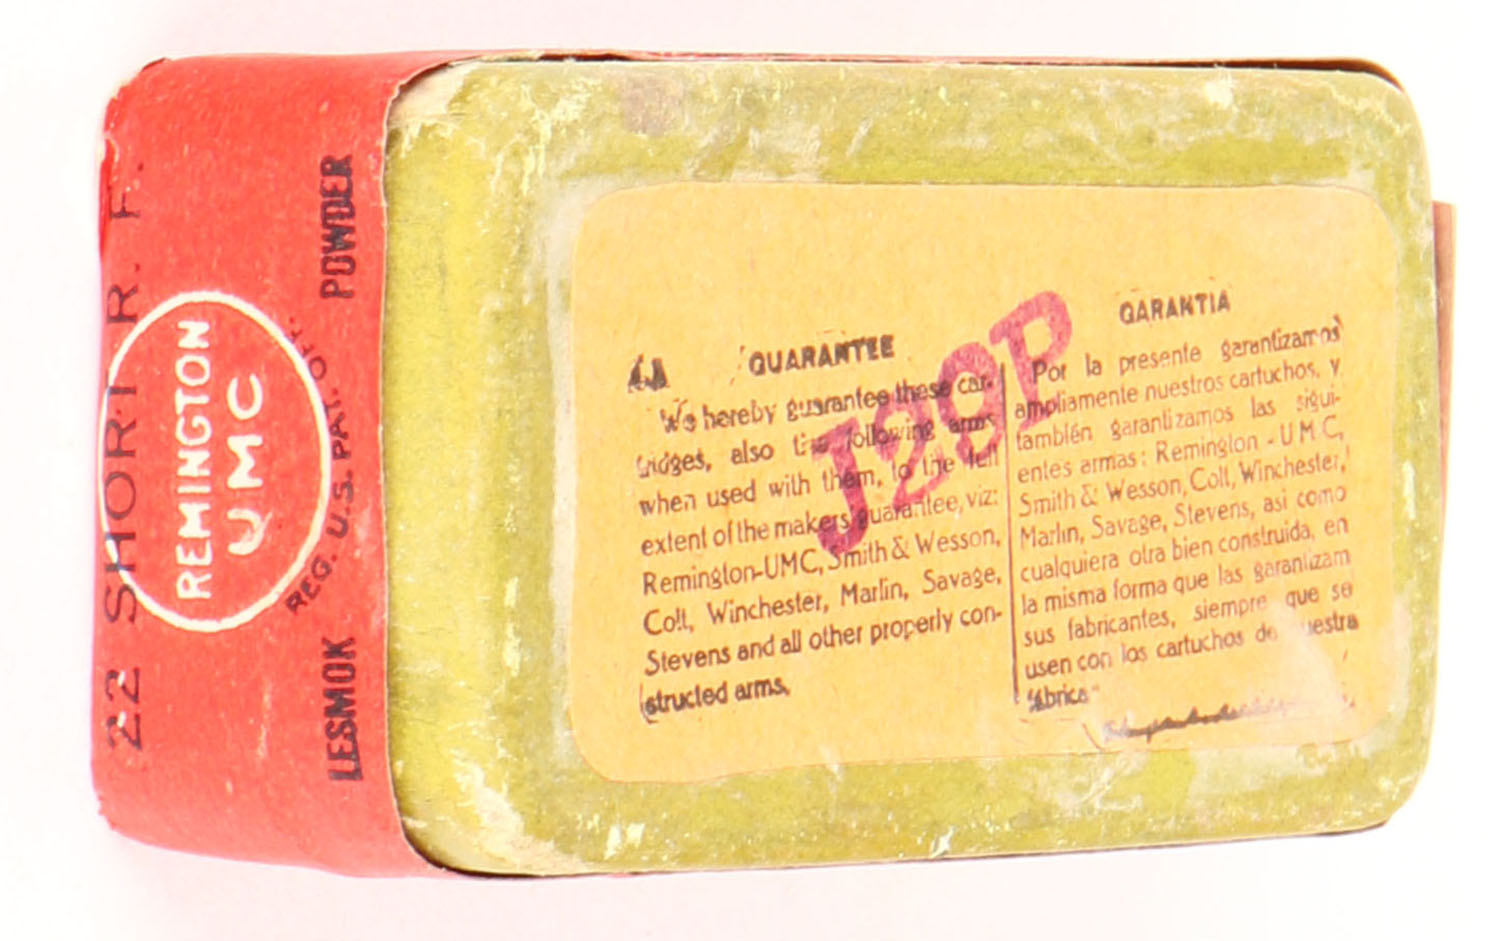 22 SHORT R. F.
REMINGTON
UMC
REG. U.S. PAT. OFF.
LESMOK POWDER
GUARANTEE
We hereby guarantee these car-
tridges, also the following arms
when used with them, to the full
extent of the makers guarantee, viz:
Remington-UMC, Smith & Wesson,
Colt, Winchester, Marlin, Savage,
Stevens and all other properly con-
structed arms.
J29P
GARANTIA
Por la presente garantizamos
ampliamente nuestros cartuchos, y
también garantizamos las sigui-
entes armas: Remington - UMC,
Smith & Wesson, Colt, Winchester,
Marlin, Savage, Stevens, asi como
cualquiera otra bien construida, en
la misma forma que las garantizam
sus fabricantes, siempre que se
usen con los cartuchos de nuestra
fabrica